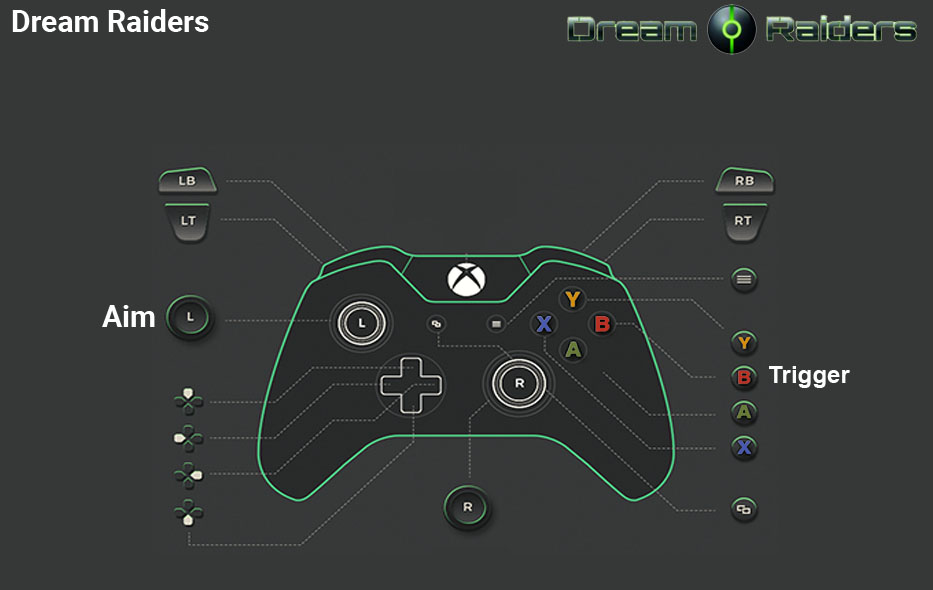 Dream Raiders
Dream Raiders
LB
RB
LT
RT
Y
Aim
L
L
X
B
Y
A
R
B
Trigger
A
X
R